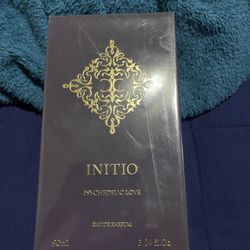 INITIO
PSYCHEDELIC LOVE
EAU DE PARFUM
90ml 3.04 fl.Oz